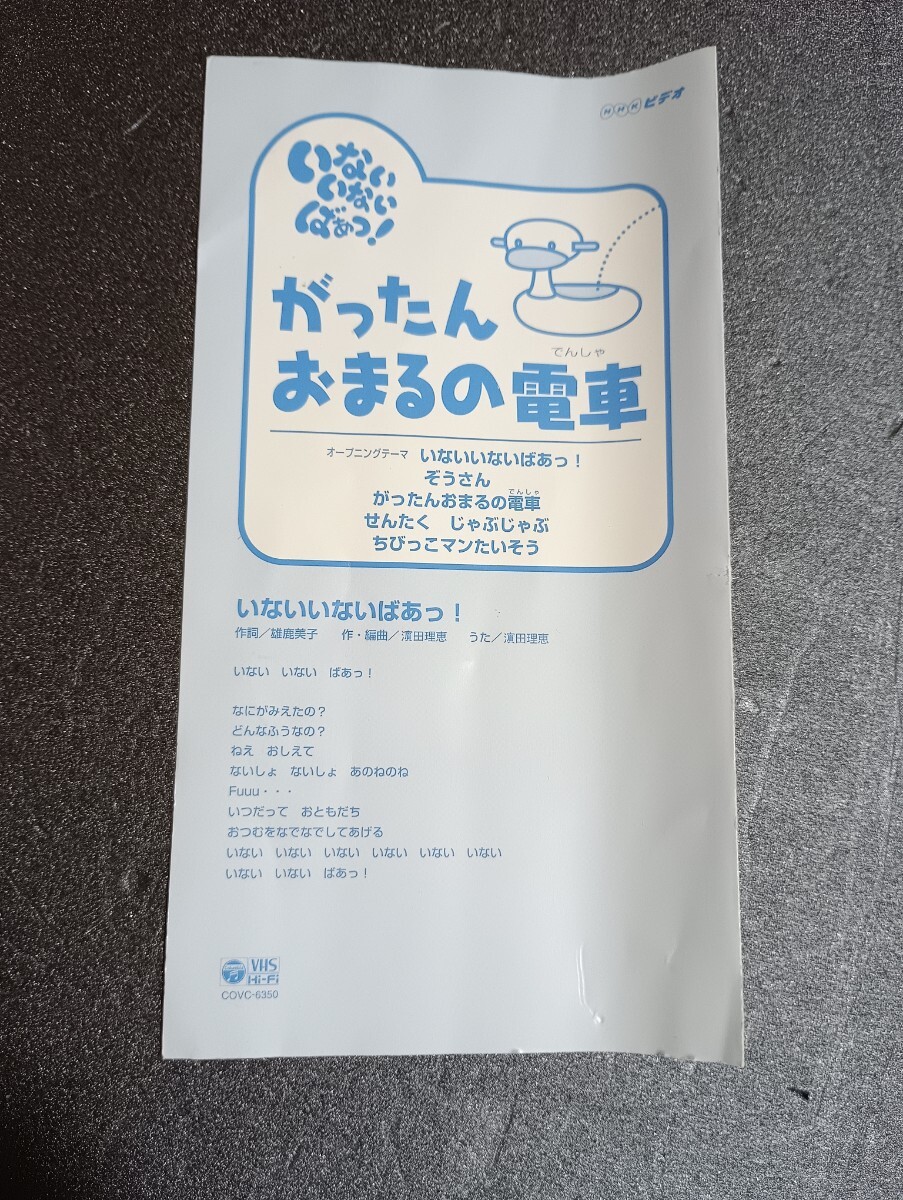 NHKビデオ
いない
いない
ばあっ!
がったん
でんしゃ
おまるの電車
オープニングテーマ いないいないばあっ!
ぞうさん
でんしゃ
がったんおまるの電車
せんたく じゃぶじゃぶ
ちびっこマンたいそう
いないいないばあっ!
作詞/雄鹿美子 作・編曲/濱田理恵 うた/濱田理恵
いない いない ばあっ!
なにがみえたの?
どんなふうなの?
ねえ おしえて
ないしょ ないしょ あのねのね
Fuuu・・・
いつだって おともだち
おつむをなでなでしてあげる
いない いない いない いない いない いない
いない いない ばあっ!
VHS
Hi-Fi
COVC-6350